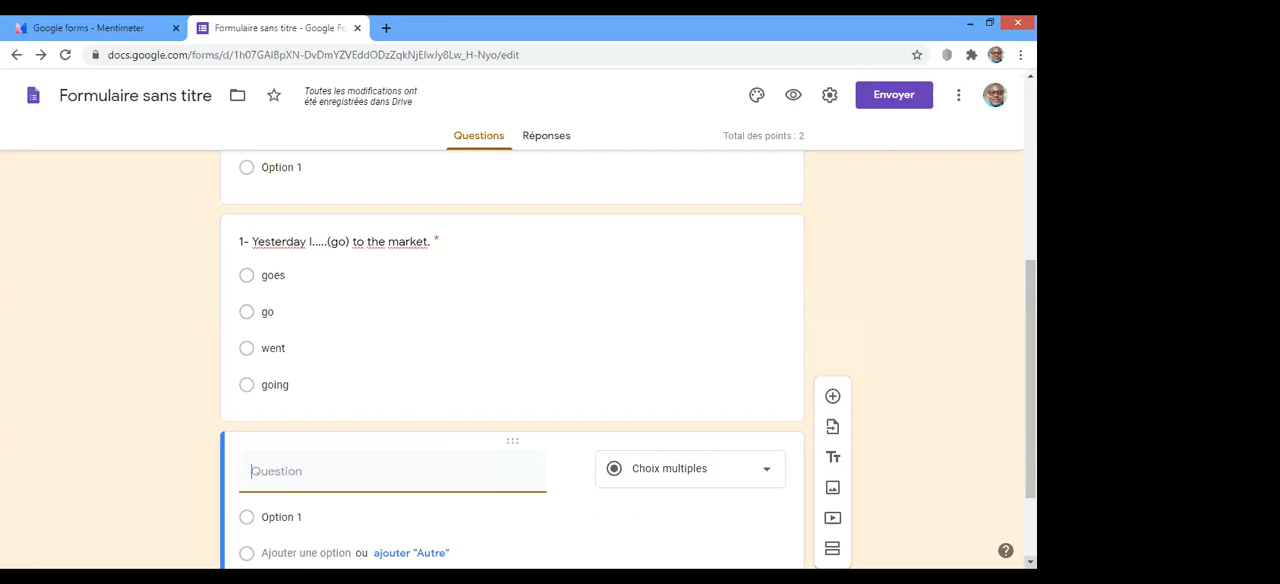 Google forms - Mentimeter
Formulaire sans titre - Google Fo
docs.google.com/forms/d/1h07GAlBpXN-DvDmYZVEddODzZqkNjElwJy8Lw_H-Nyo/edit
Formulaire sans titre
Toutes les modifications ont
été enregistrées dans Drive
Envoyer
Questions
Réponses
Total des points : 2
Option 1
1- Yesterday I.....(go) to the market. *
goes
go
went
going
Question
Choix multiples
Option 1
Ajouter une option ou ajouter "Autre"